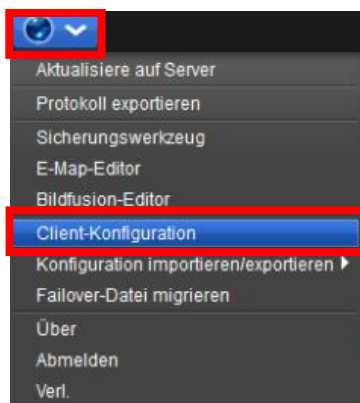 Aktualisiere auf Server
Protokoll exportieren
Sicherungswerkzeug
E-Map-Editor
Bildfusion-Editor
Client-Konfiguration
Konfiguration importieren/exportieren
Failover-Datei migrieren
Über
Abmelden
Verl.